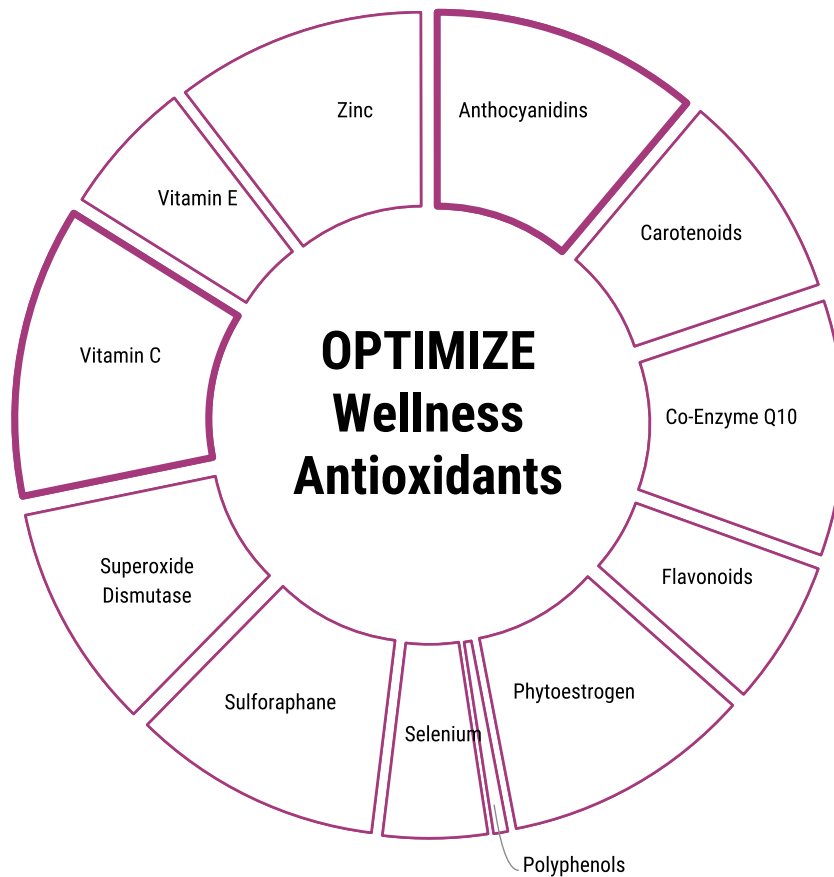 OPTIMIZE
Wellness
Antioxidants
Anthocyanidins
Carotenoids
Co-Enzyme Q10
Flavonoids
Phytoestrogen
Polyphenols
Selenium
Sulforaphane
Superoxide
Dismutase
Vitamin C
Vitamin E
Zinc